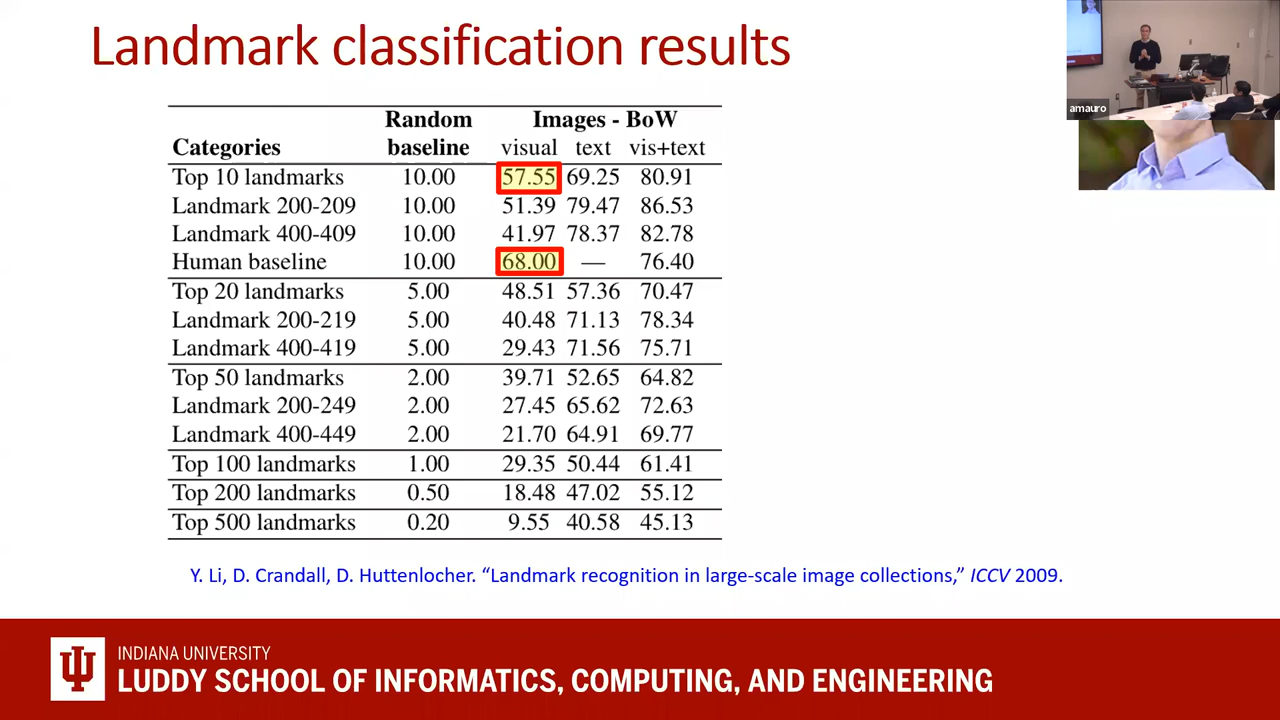 Landmark classification results
Random Images - BoW
Categories baseline visual text vis+text
Top 10 landmarks 10.00 57.55 69.25 80.91
Landmark 200-209 10.00 51.39 79.47 86.53
Landmark 400-409 10.00 41.97 78.37 82.78
Human baseline 10.00 68.00 — 76.40
Top 20 landmarks 5.00 48.51 57.36 70.47
Landmark 200-219 5.00 40.48 71.13 78.34
Landmark 400-419 5.00 29.43 71.56 75.71
Top 50 landmarks 2.00 39.71 52.65 64.82
Landmark 200-249 2.00 27.45 65.62 72.63
Landmark 400-449 2.00 21.70 64.91 69.77
Top 100 landmarks 1.00 29.35 50.44 61.41
Top 200 landmarks 0.50 18.48 47.02 55.12
Top 500 landmarks 0.20 9.55 40.58 45.13
Y. Li, D. Crandall, D. Huttenlocher. “Landmark recognition in large-scale image collections,” ICCV 2009.
INDIANA UNIVERSITY
LUDDY SCHOOL OF INFORMATICS, COMPUTING, AND ENGINEERING
amauro